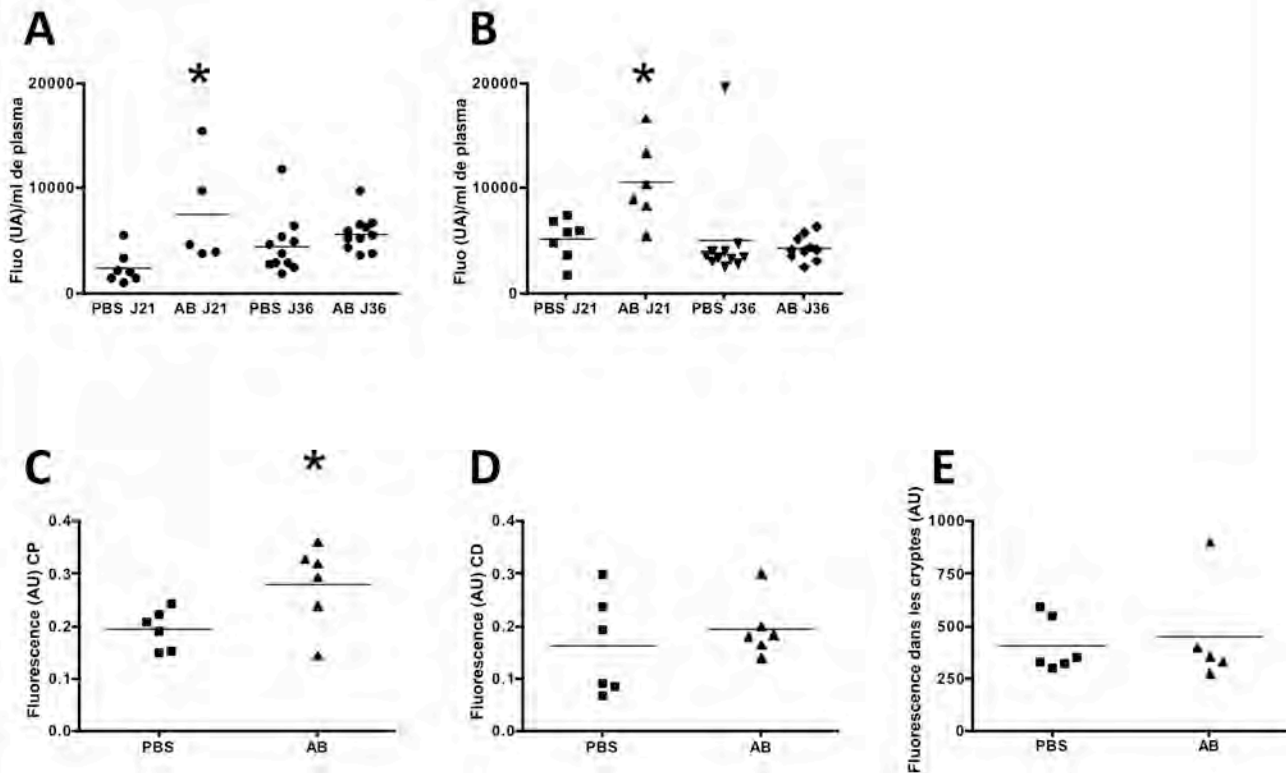 A
B
*
*
20000
10000
0
Fluo (UA)/ml de plasma
PBS J21 AB J21 PBS J36 AB J36
20000
10000
0
Fluo (UA)/ml de plasma
PBS J21 AB J21 PBS J36 AB J36
C
*
D
E
0.4
0.3
0.2
0.1
0.0
Fluorescence (AU) CP
PBS AB
0.4
0.3
0.2
0.1
0.0
Fluorescence (AU) CD
PBS AB
1000
750
500
250
0
Fluorescence dans les cryptes (AU)
PBS AB